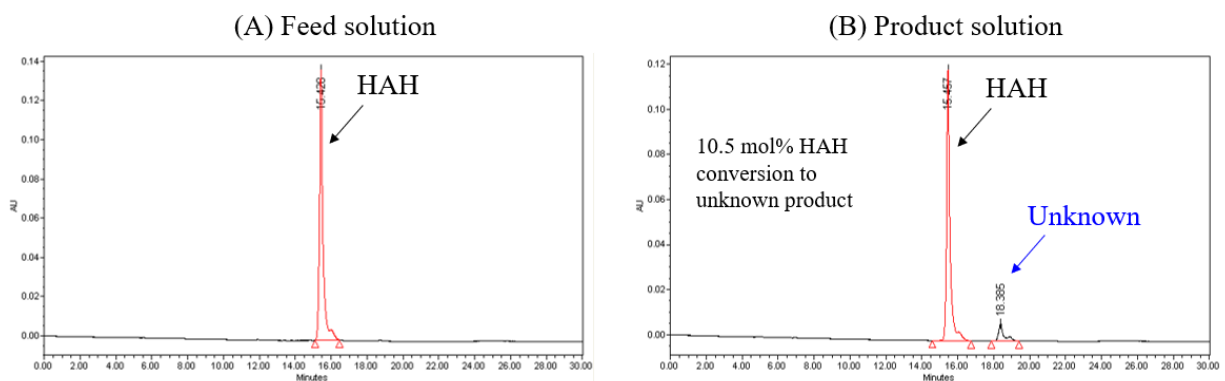 (A) Feed solution
0.14
0.12
0.10
0.08
0.06
0.04
0.02
0.00
AU
15.428
HAH
0.00 2.00 4.00 6.00 8.00 10.00 12.00 14.00 16.00 18.00 20.00 22.00 24.00 26.00 28.00 30.00
Minutes
(B) Product solution
0.12
0.10
0.08
0.06
0.04
0.02
0.00
AU
15.457
HAH
10.5 mol% HAH
conversion to
unknown product
Unknown
18.385
0.00 2.00 4.00 6.00 8.00 10.00 12.00 14.00 16.00 18.00 20.00 22.00 24.00 26.00 28.00 30.00
Minutes